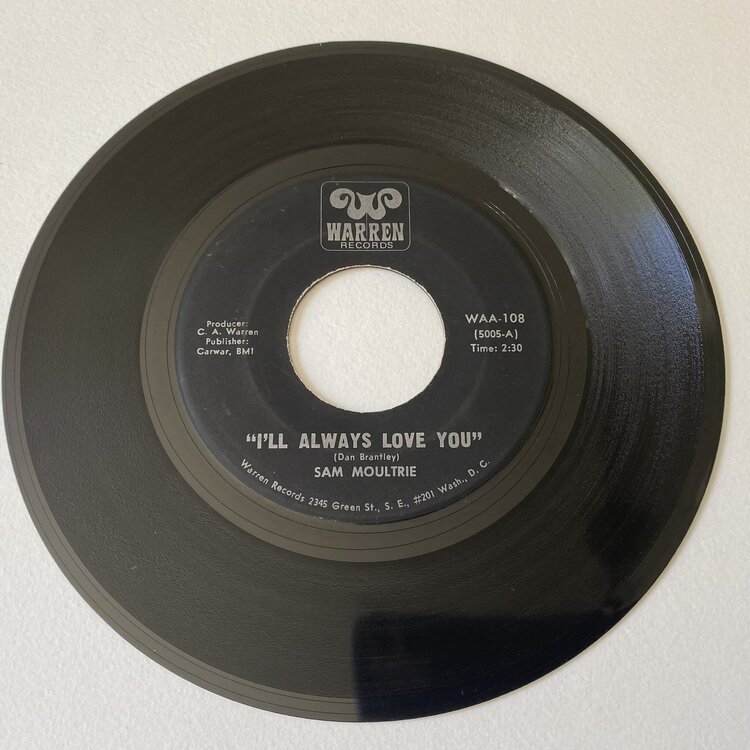 WARREN
RECORDS
Producer:
C. A. Warren
Publisher:
Carwar, BMI
WAA-108
(5005-A)
Time: 2:30
"I'LL ALWAYS LOVE YOU"
(Dan Brantley)
SAM MOULTRIE
Warren Records 2345 Green St., S. E., #201 Wash., D. C.